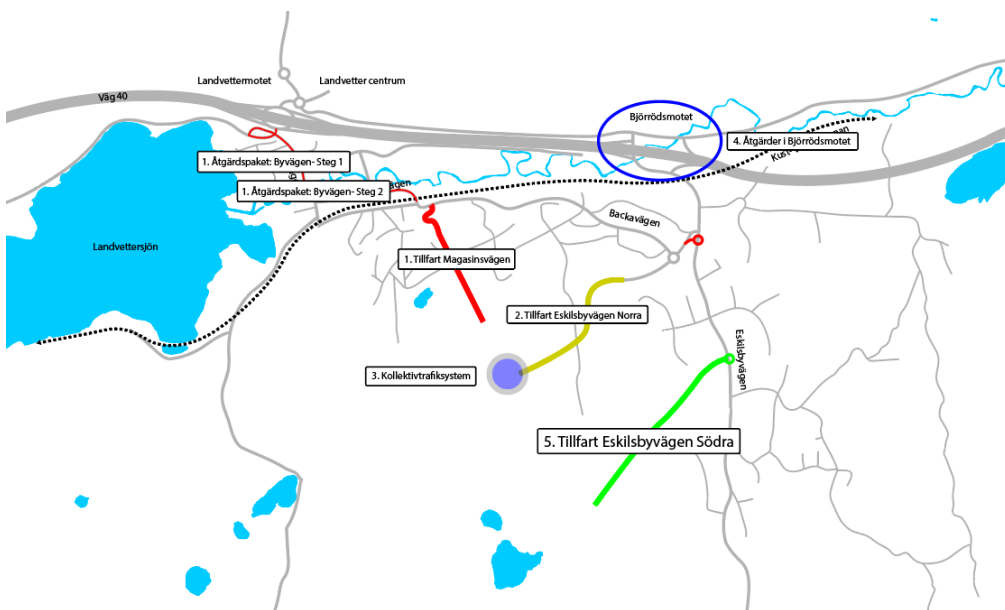 Landvettermotet
Landvetter centrum
Väg 40
Björrödsmotet
4. Åtgärder i Björrödsmotet
1. Åtgärdspaket: Byvägen- Steg 1
1. Åtgärdspaket: Byvägen- Steg 2
Backavägen
Landvettersjön
1. Tillfart Magasinsvägen
2. Tillfart Eskilsbyvägen Norra
Eskilsbyvägen
3. Kollektivtrafiksystem
5. Tillfart Eskilsbyvägen Södra